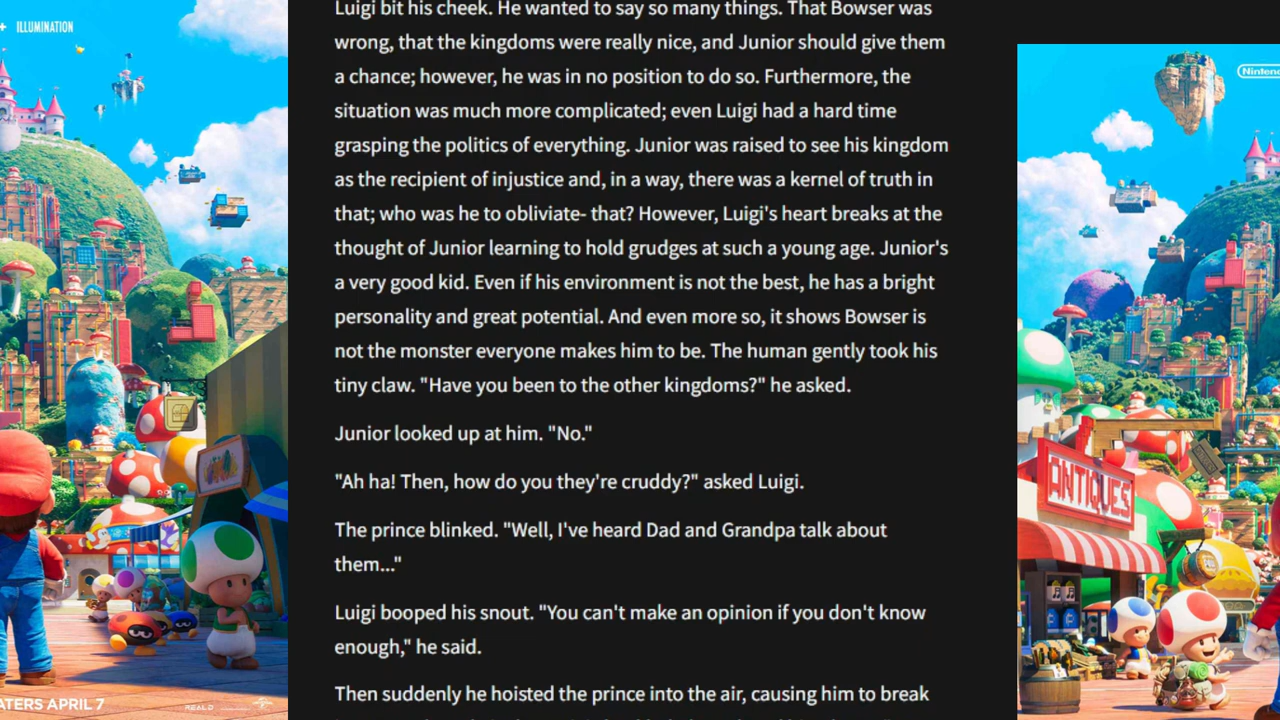 ILLUMINATION
Luigi bit his cheek. He wanted to say so many things. That Bowser was
wrong, that the kingdoms were really nice, and Junior should give them
a chance; however, he was in no position to do so. Furthermore, the
situation was much more complicated; even Luigi had a hard time
grasping the politics of everything. Junior was raised to see his kingdom
as the recipient of injustice and, in a way, there was a kernel of truth in
that; who was he to obliviate- that? However, Luigi's heart breaks at the
thought of Junior learning to hold grudges at such a young age. Junior's
a very good kid. Even if his environment is not the best, he has a bright
personality and great potential. And even more so, it shows Bowser is
not the monster everyone makes him to be. The human gently took his
tiny claw. "Have you been to the other kingdoms?" he asked.
Junior looked up at him. "No."
"Ah ha! Then, how do you they're cruddy?" asked Luigi.
The prince blinked. "Well, I've heard Dad and Grandpa talk about
them..."
Luigi booped his snout. "You can't make an opinion if you don't know
enough," he said.
Then suddenly he hoisted the prince into the air, causing him to break
ATERS APRIL 7
REALD
Ninten
ANTIQUES